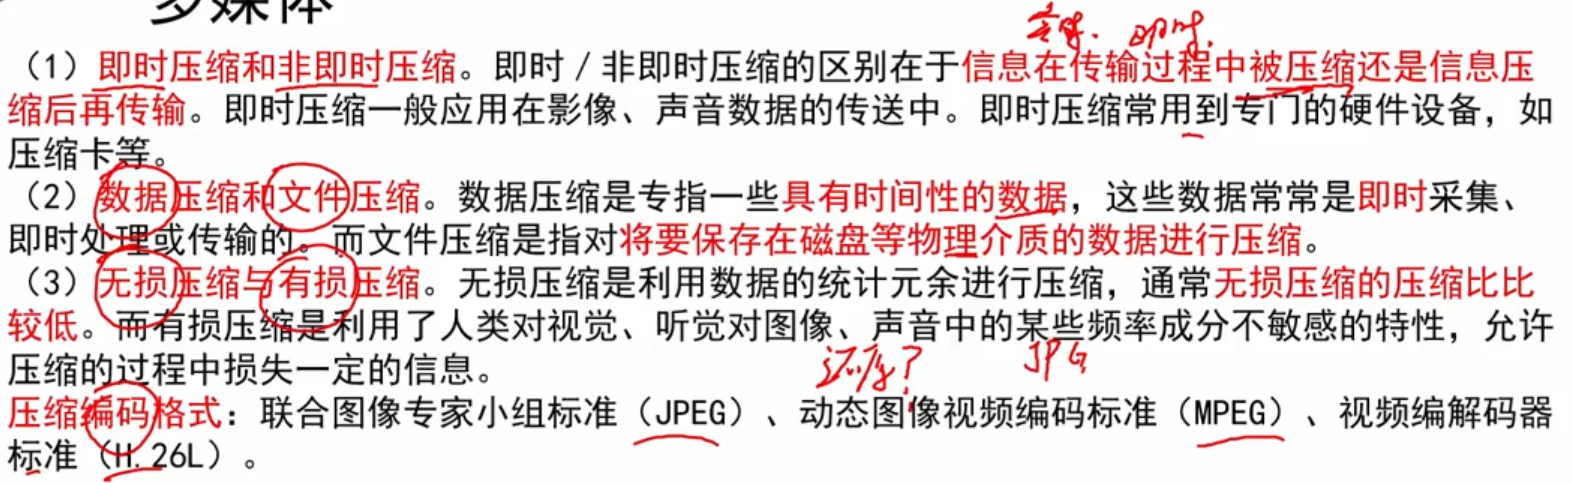 多媒体
即时.
(1)即时压缩和非即时压缩。即时/非即时压缩的区别在于信息在传输过程中被压缩还是信息压
缩后再传输。即时压缩一般应用在影像、声音数据的传送中。即时压缩常用到专门的硬件设备，如
压缩卡等。
(2)数据压缩和文件压缩。数据压缩是专指一些具有时间性的数据，这些数据常常是即时采集、
即时处理或传输的。而文件压缩是指对将要保存在磁盘等物理介质的数据进行压缩。
(3)无损压缩与有损压缩。无损压缩是利用数据的统计元余进行压缩，通常无损压缩的压缩比比
较低。而有损压缩是利用了人类对视觉、听觉对图像、声音中的某些频率成分不敏感的特性，允许
压缩的过程中损失一定的信息。
还原? JPG
压缩编码格式：联合图像专家小组标准（JPEG）、动态图像视频编码标准（MPEG）、视频编解码器
标准（H.26L）。